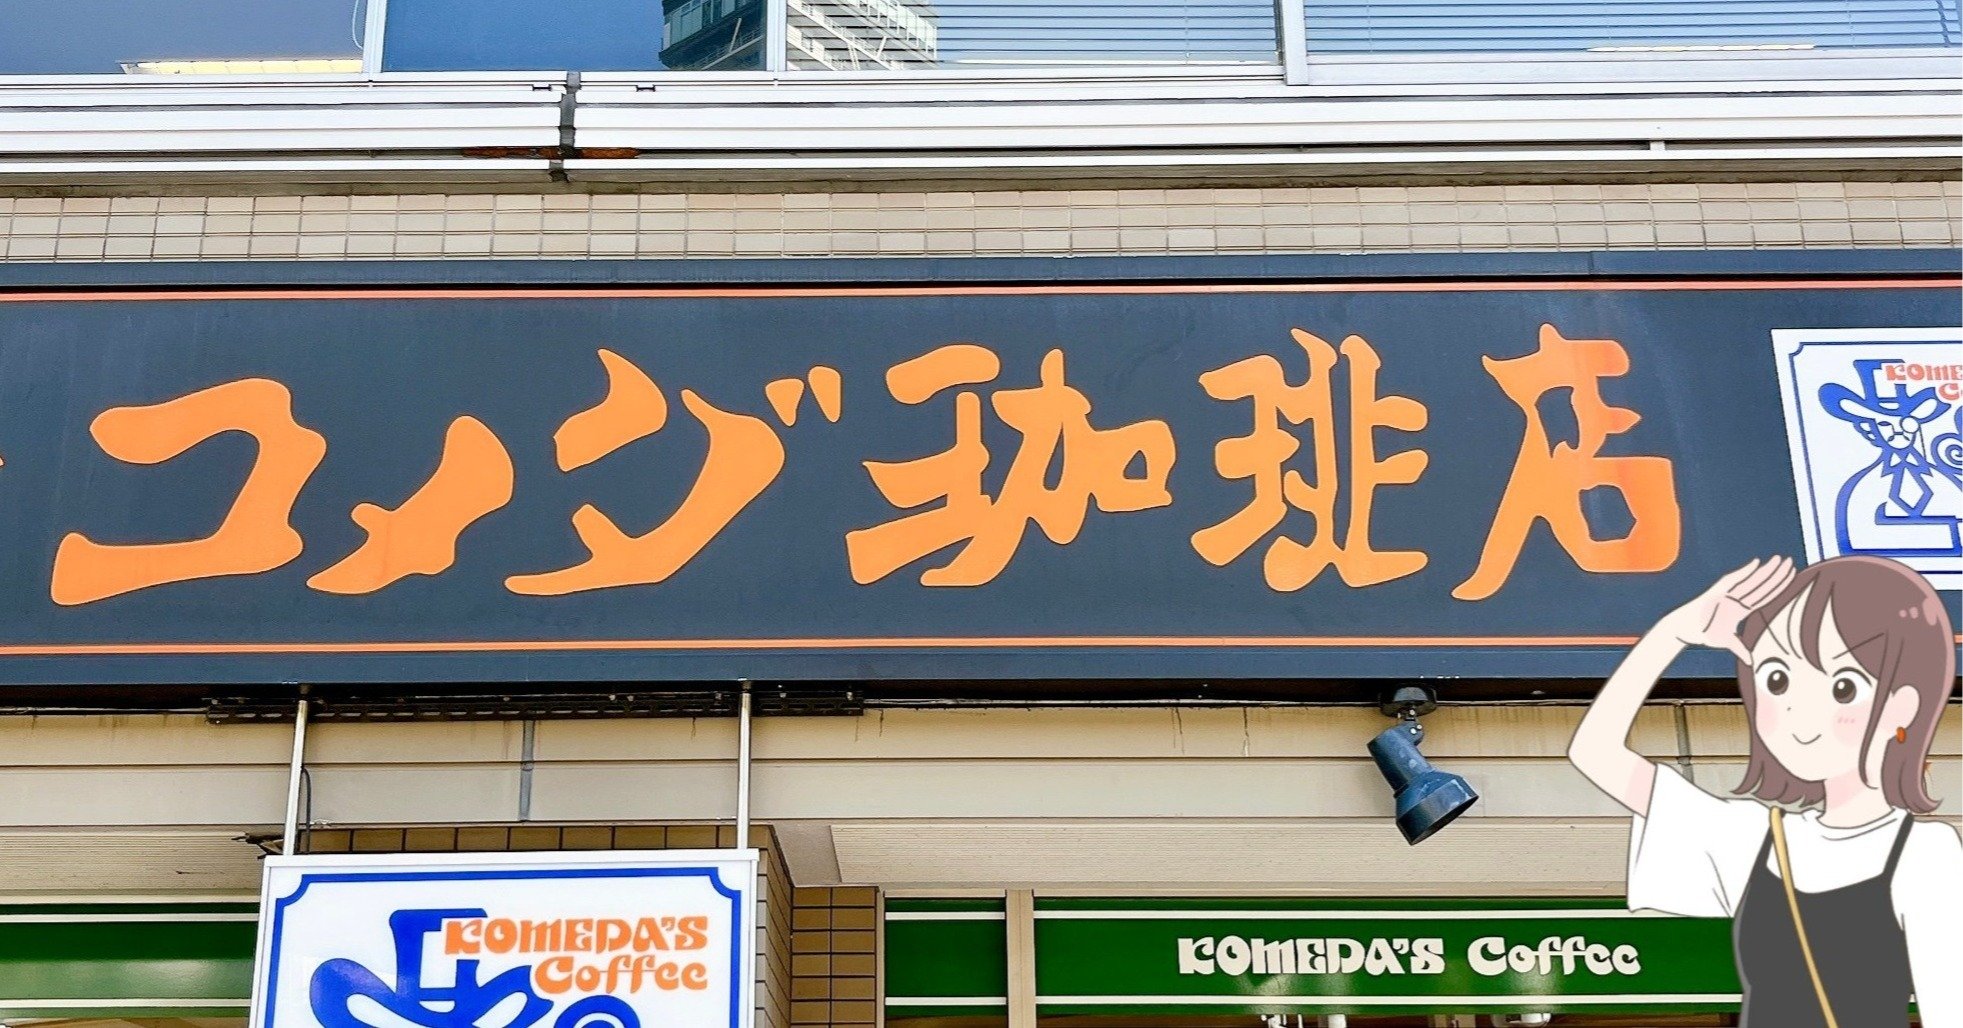 コメダ珈琲店
KOMEDA'S
Coffee
KOMEDA'S Coffee